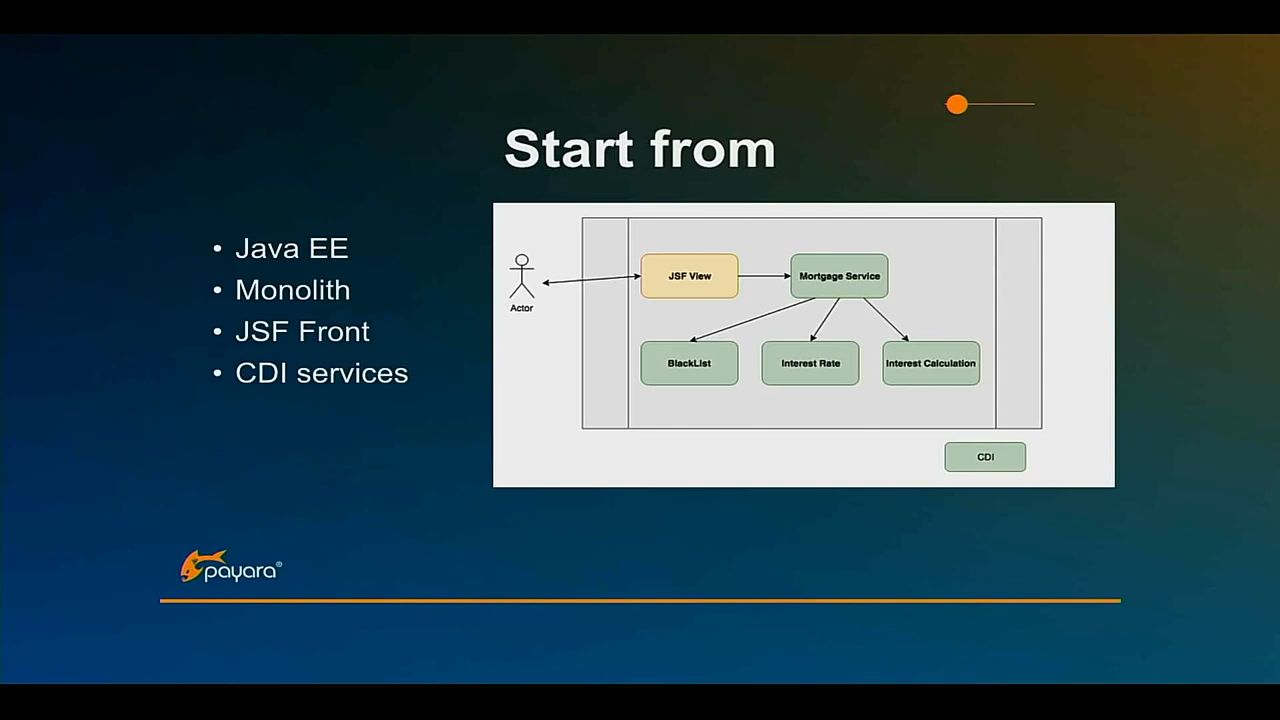 Start from
• Java EE
• Monolith
• JSF Front
• CDI services
Actor
JSF View
Mortgage Service
BlackList
Interest Rate
Interest Calculation
CDI
payara®